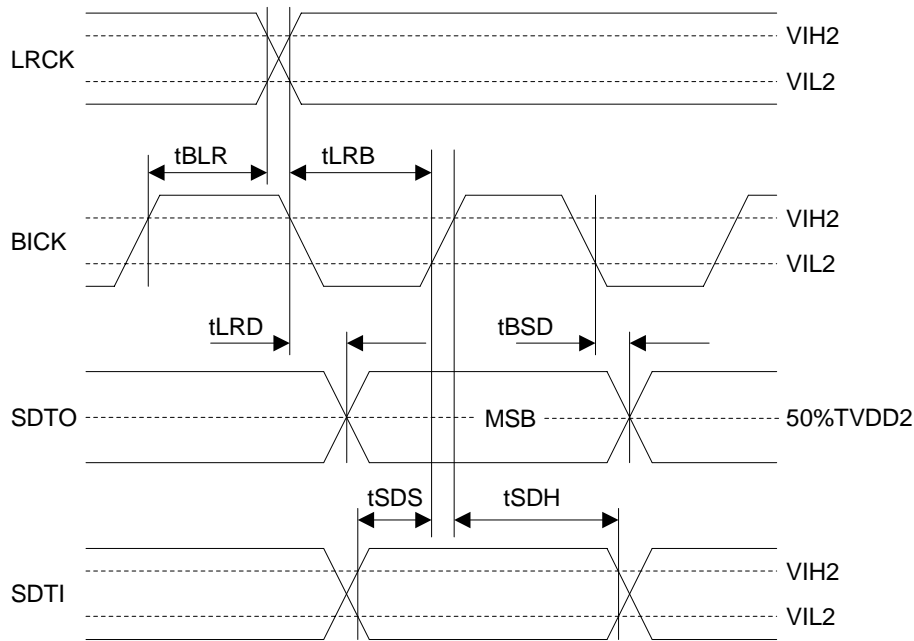 LRCK
VIH2
VIL2
tBLR
tLRB
BICK
VIH2
VIL2
tLRD
tBSD
SDTO
MSB
50%TVDD2
tSDS
tSDH
SDTI
VIH2
VIL2